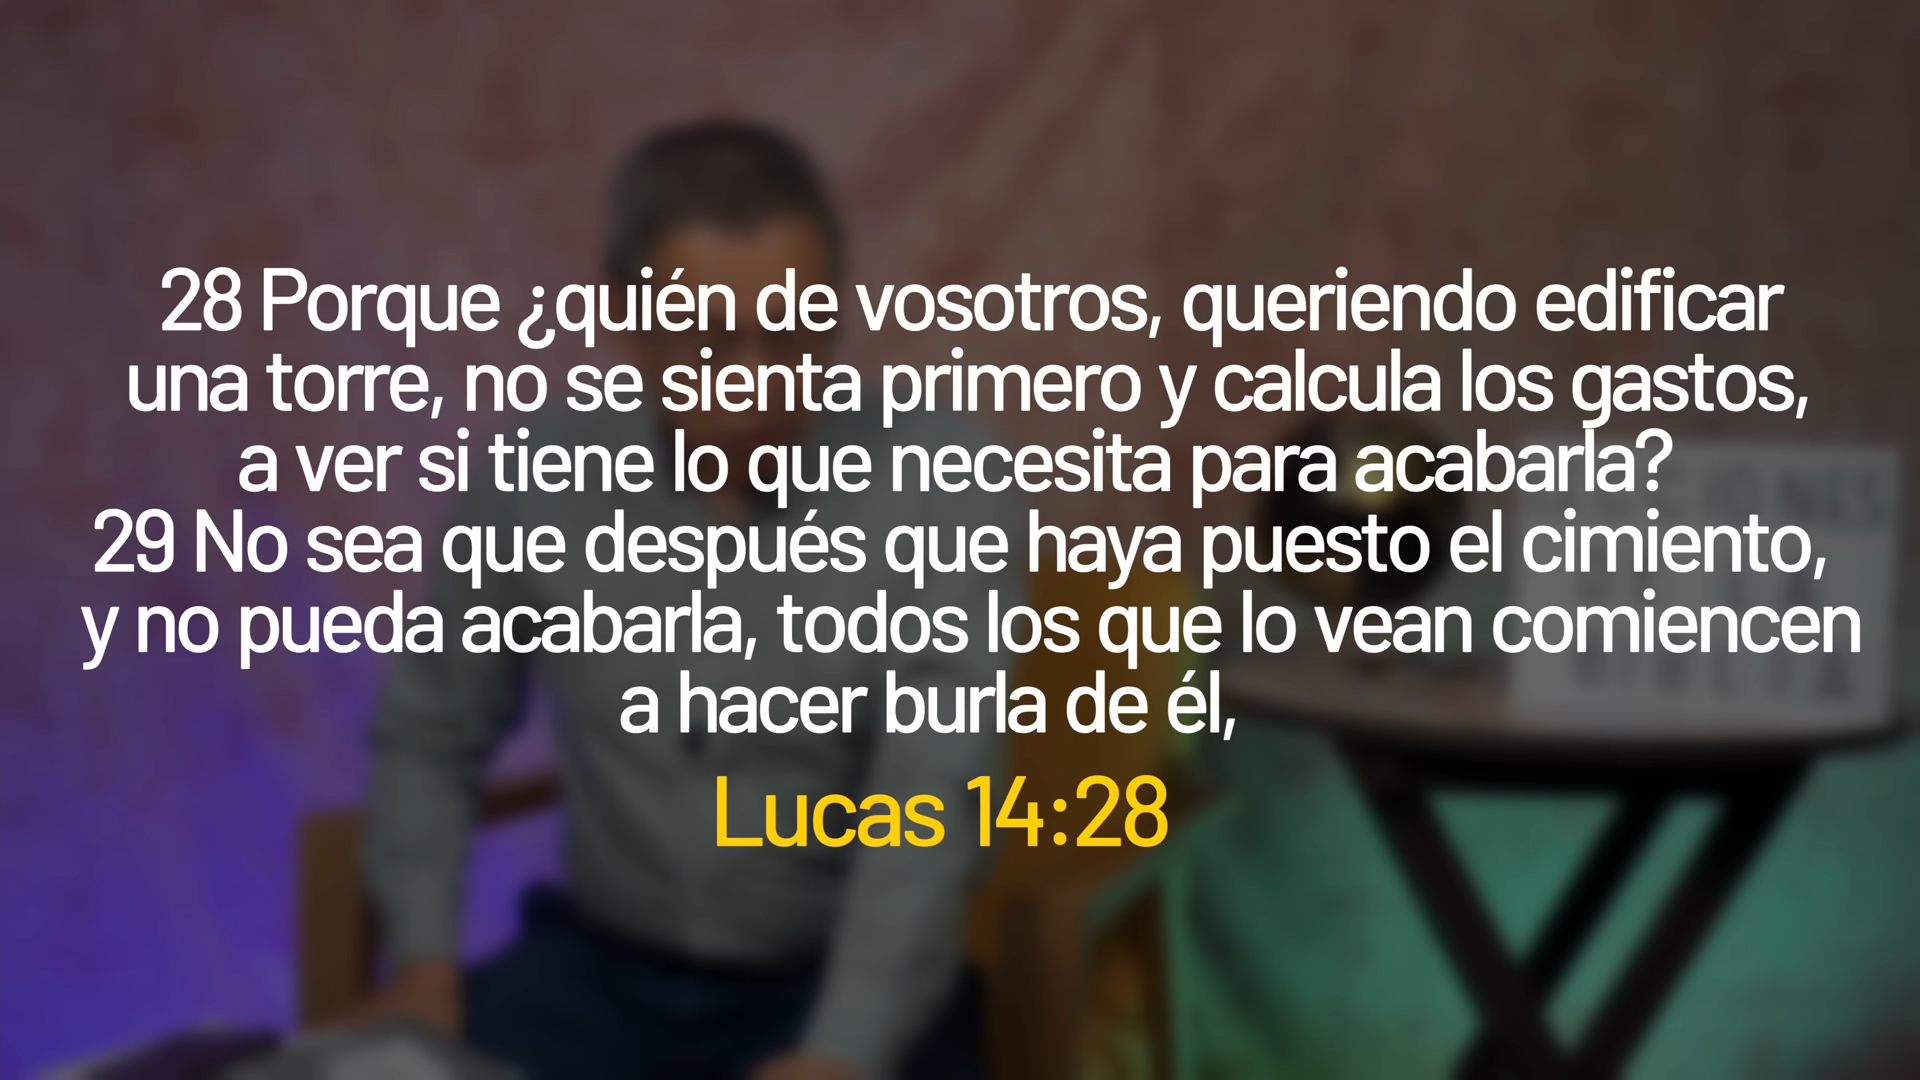 28 Porque ¿quién de vosotros, queriendo edificar
una torre, no se sienta primero y calcula los gastos,
a ver si tiene lo que necesita para acabarla?
29 No sea que después que haya puesto el cimiento,
y no pueda acabarla, todos los que lo vean comiencen
a hacer burla de él,
Lucas 14:28